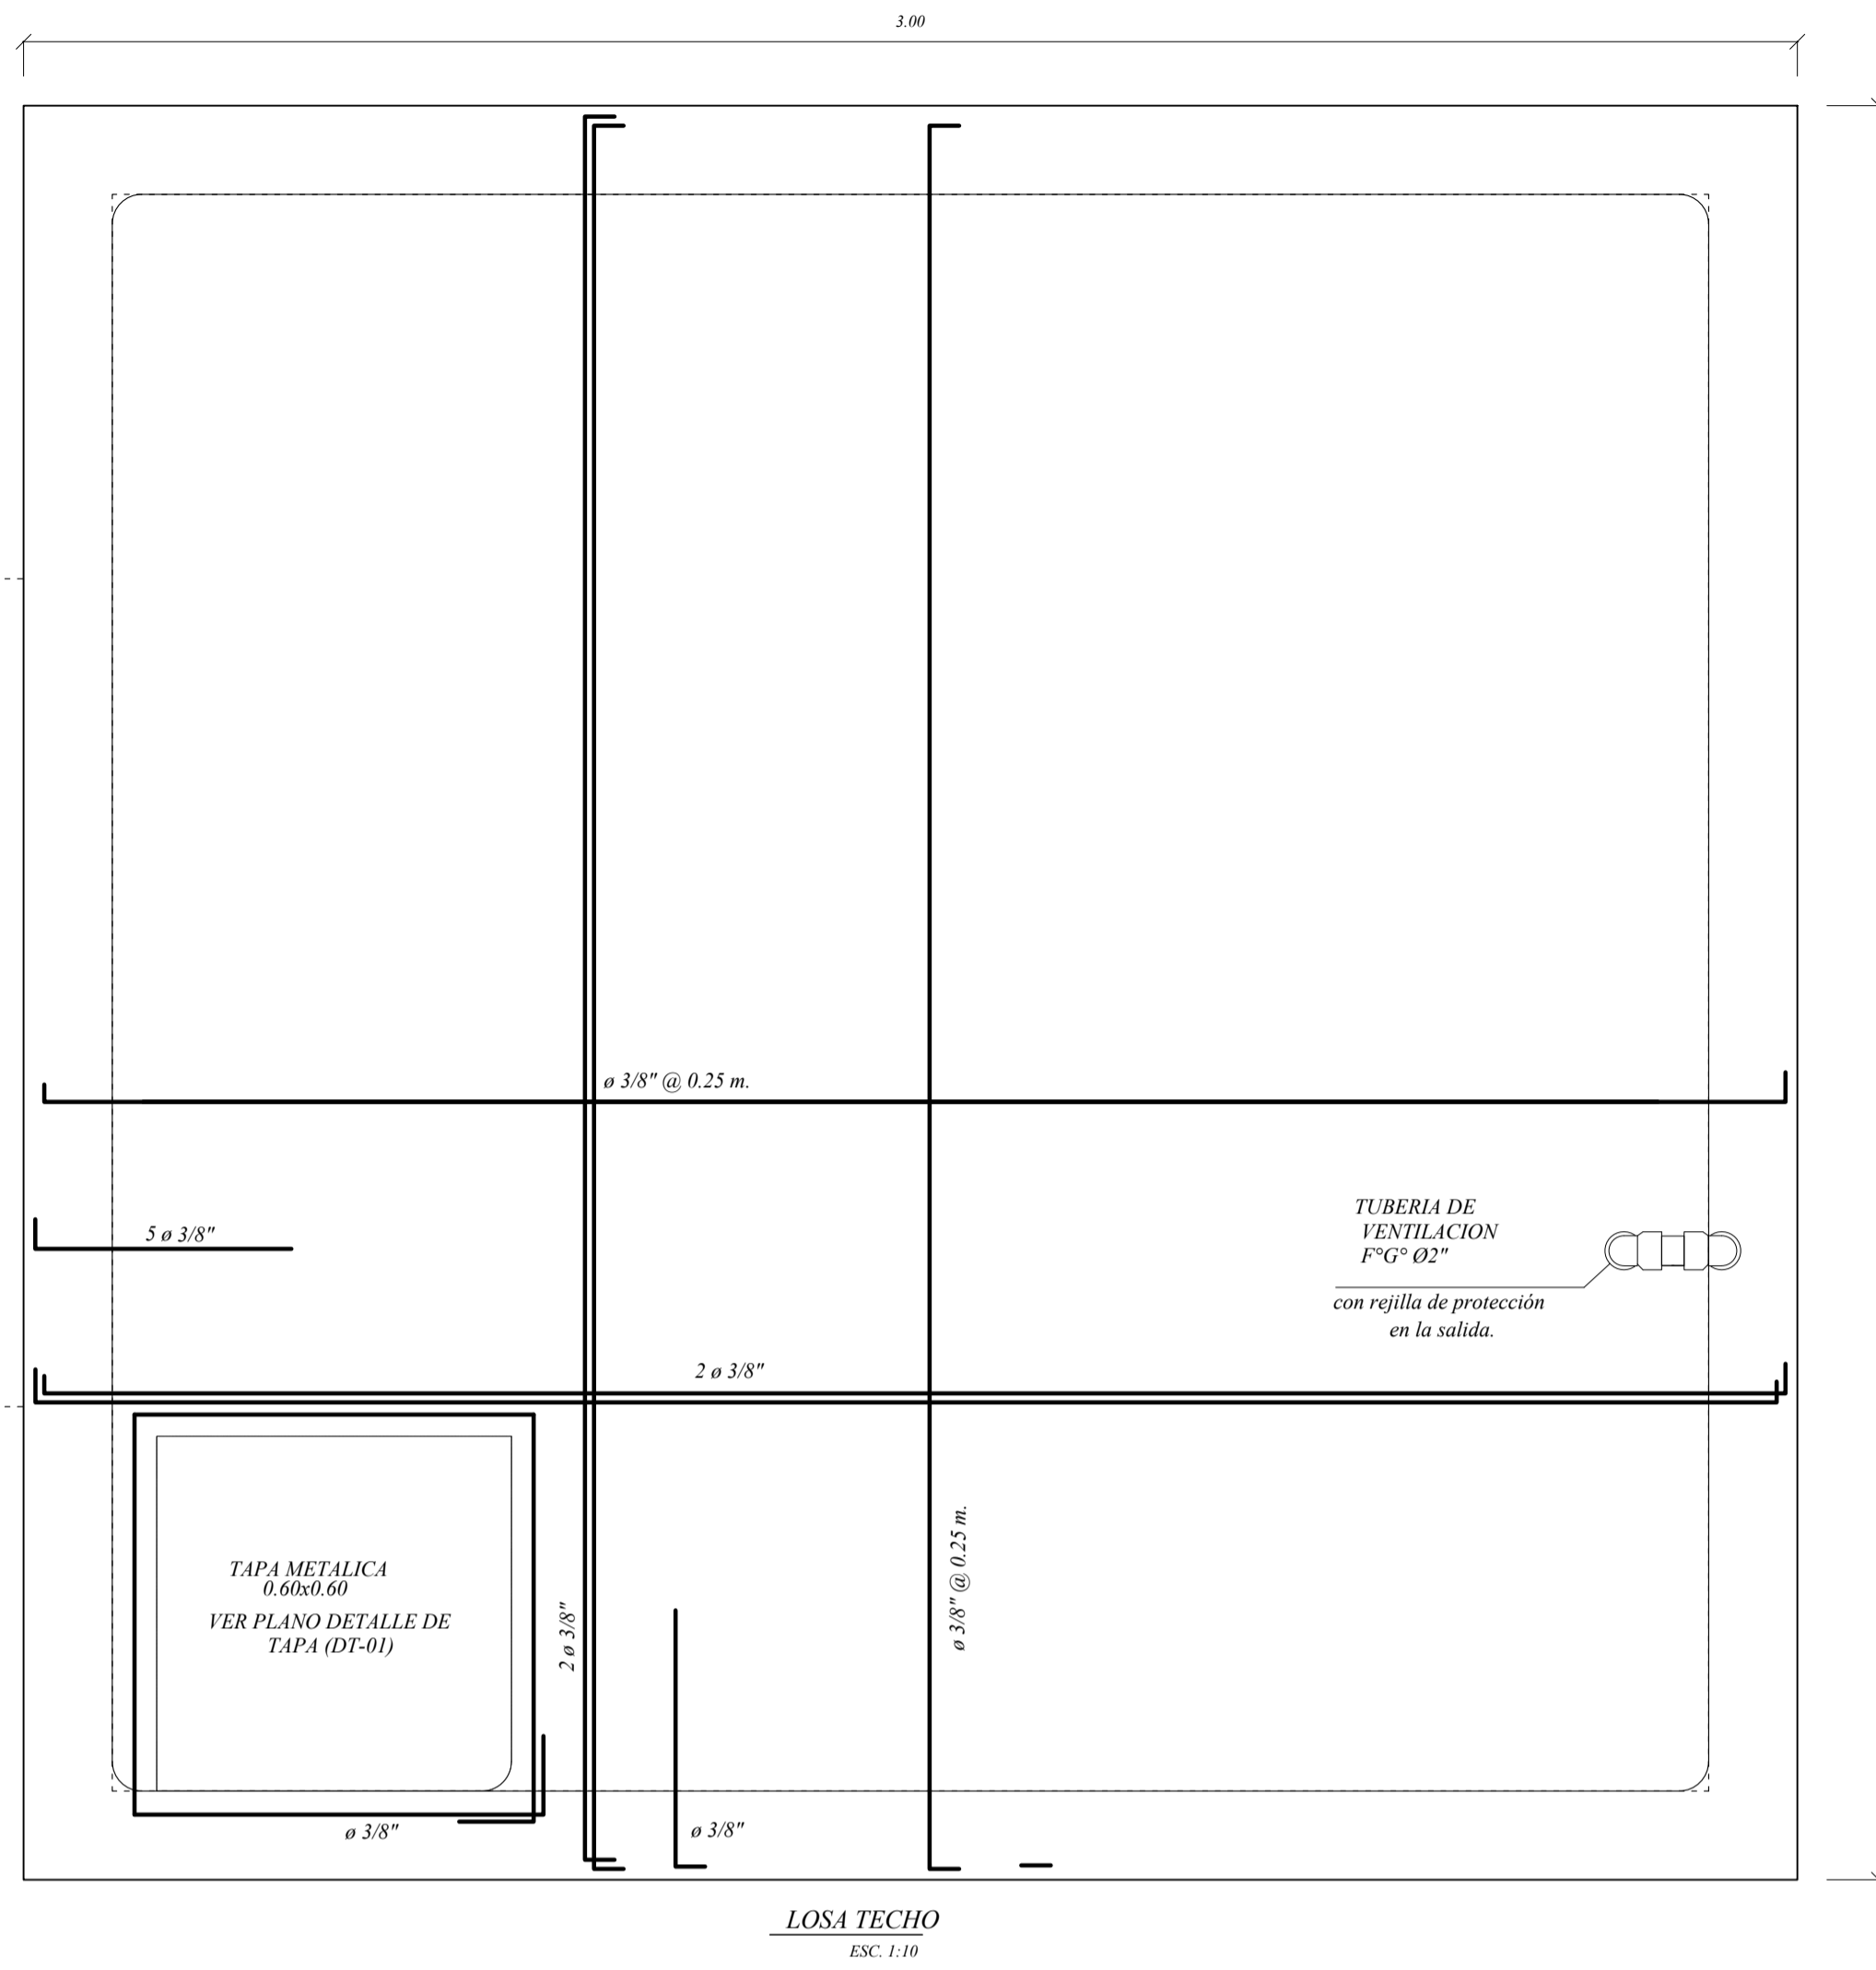 3.00
ø 3/8" @ 0.25 m.
5 ø 3/8"
TUBERIA DE
VENTILACION
F°G° Ø2"
con rejilla de protección
en la salida.
2 ø 3/8"
ø 3/8" @ 0.25 m.
TAPA METALICA
0.60x0.60
VER PLANO DETALLE DE
TAPA (DT-01)
2 ø 3/8"
ø 3/8"
ø 3/8"
LOSA TECHO
ESC. 1:10